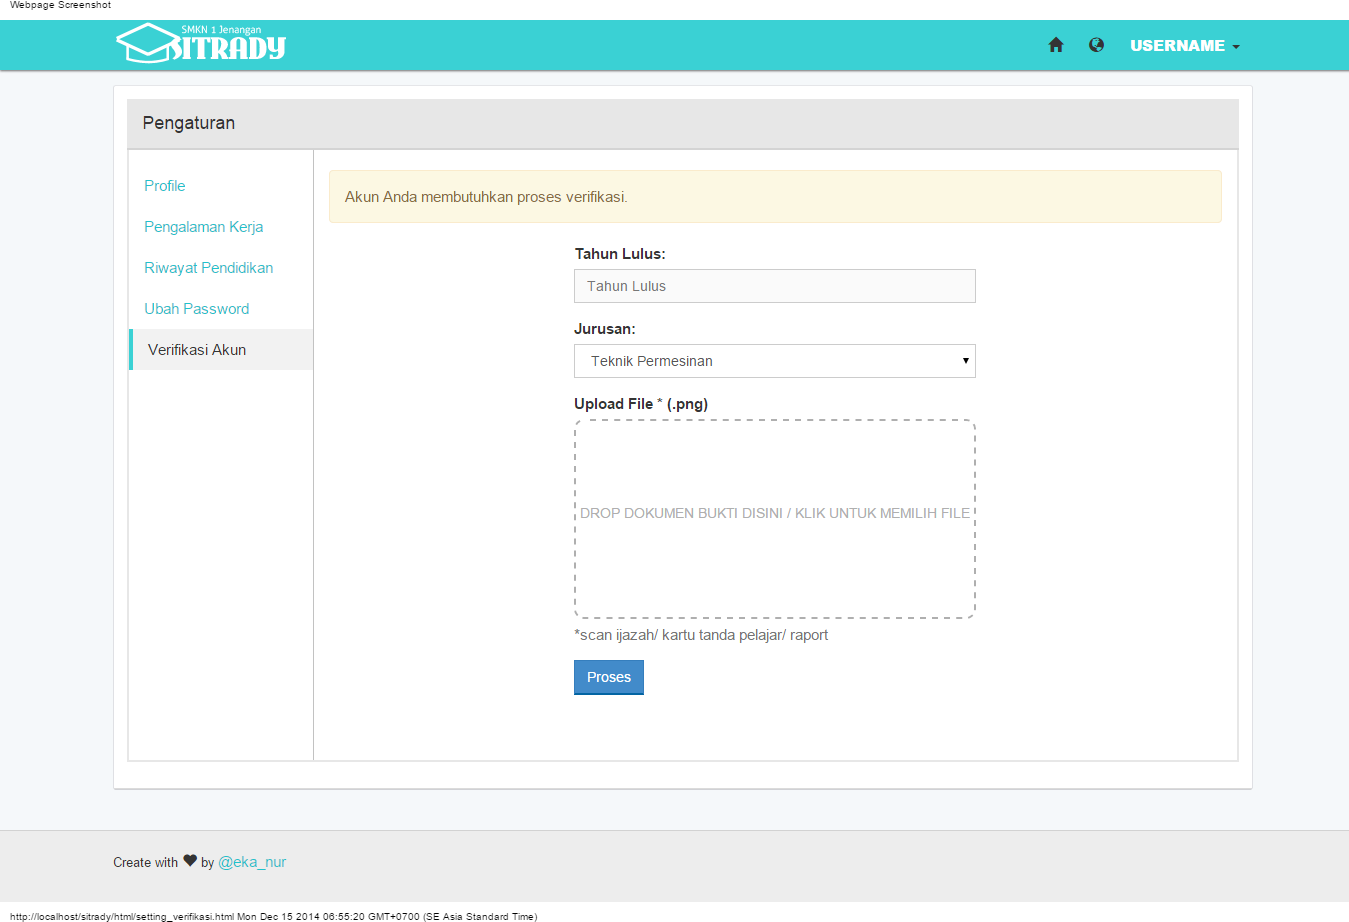 Webpage Screenshot
SMKN 1 Jenangan
SITRADY
USERNAME
Pengaturan
Profile
Pengalaman Kerja
Riwayat Pendidikan
Ubah Password
Verifikasi Akun
Akun Anda membutuhkan proses verifikasi.
Tahun Lulus:
Tahun Lulus
Jurusan:
Teknik Permesinan
Upload File * (.png)
DROP DOKUMEN BUKTI DISINI / KLIK UNTUK MEMILIH FILE
*scan ijazah/ kartu tanda pelajar/ raport
Proses
Create with ♥ by @eka_nur
http://localhost/sitrady/html/setting_verifikasi.html Mon Dec 15 2014 06:55:20 GMT+0700 (SE Asia Standard Time)